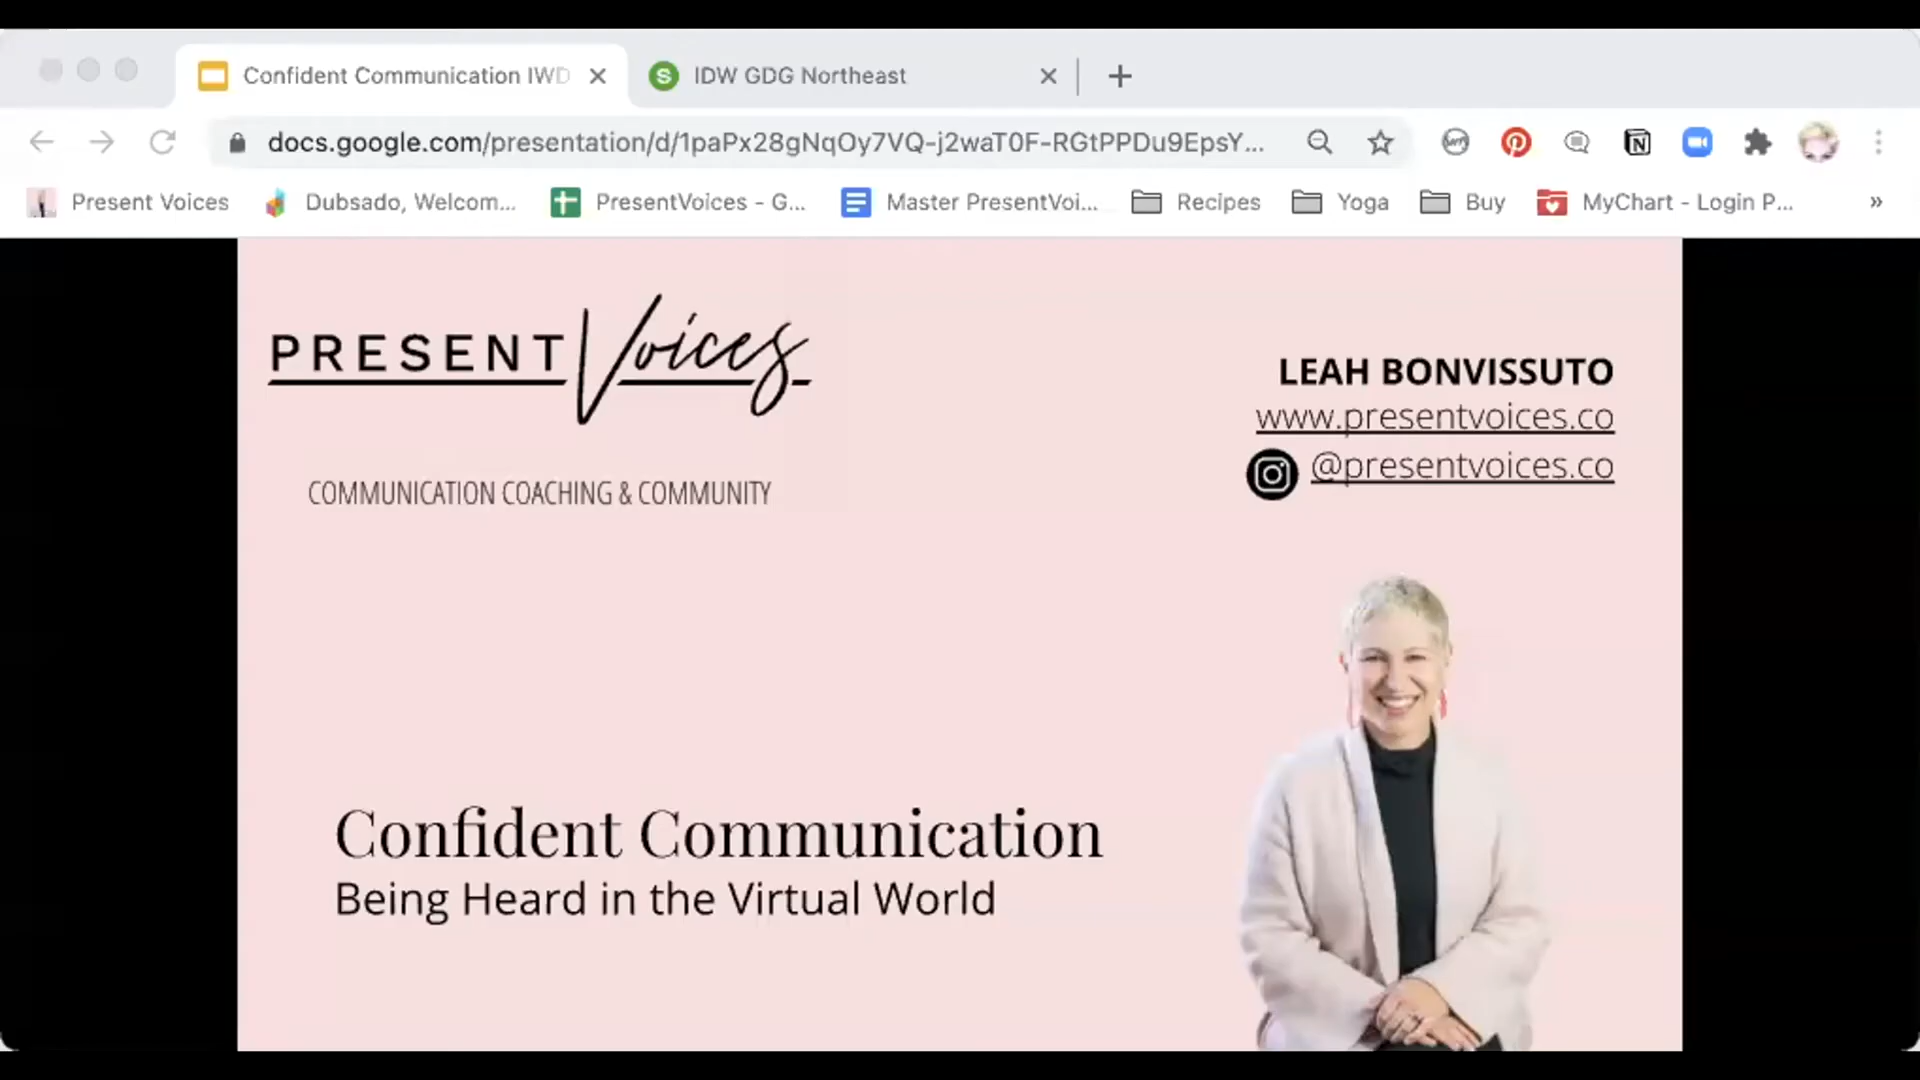 Confident Communication IWD
IDW GDG Northeast
docs.google.com/presentation/d/1paPx28gNqOy7VQ-j2waT0F-RGtPPDu9EpsY...
Present Voices
Dubsado, Welcom...
PresentVoices - G...
Master PresentVoi...
Recipes
Yoga
Buy
MyChart - Login P...
PRESENT Voices
COMMUNICATION COACHING & COMMUNITY
LEAH BONVISSUTO
www.presentvoices.co
@presentvoices.co
Confident Communication
Being Heard in the Virtual World